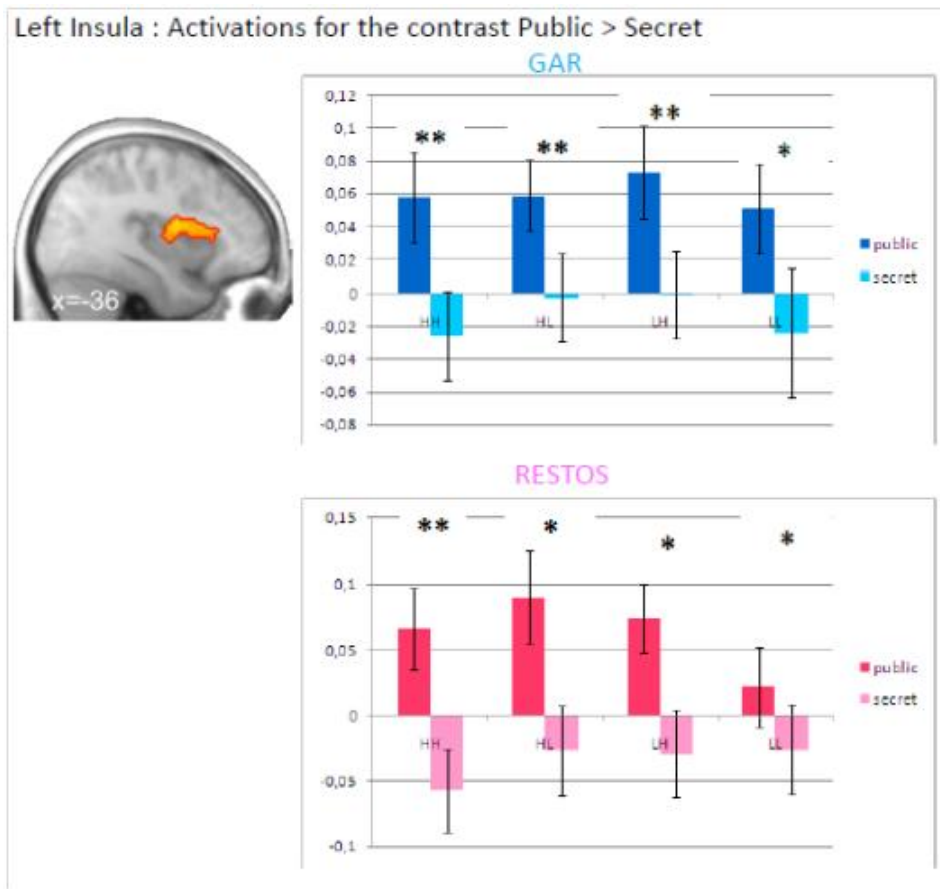 Left Insula : Activations for the contrast Public > Secret
GAR
0,12
0,1
0,08
0,06
0,04
0,02
0
-0,02
-0,04
-0,06
-0,08
** ** ** *
HH HL LH LL
public
secret
x=-36
RESTOS
0,15
0,1
0,05
0
-0,05
-0,1
** * * *
HH HL LH LL
public
secret